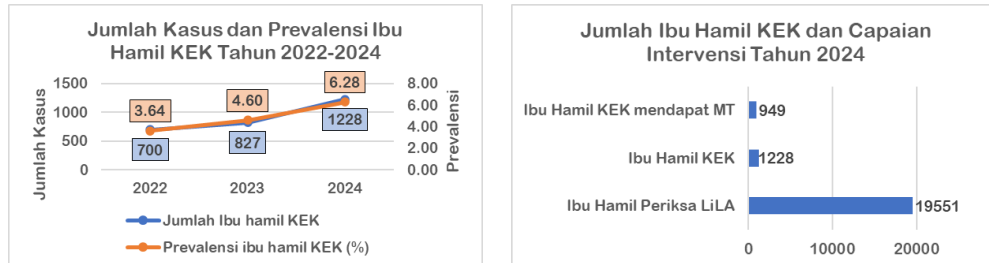 Jumlah Kasus dan Prevalensi Ibu
Hamil KEK Tahun 2022-2024
1500
1000
500
0
Jumlah Kasus
3.64
4.60
6.28
700
827
1228
8.00
6.00
4.00
2.00
0.00
Prevalensi
2022
2023
2024
Jumlah Ibu hamil KEK
Prevalensi ibu hamil KEK (%)
Jumlah Ibu Hamil KEK dan Capaian
Intervensi Tahun 2024
Ibu Hamil KEK mendapat MT
949
Ibu Hamil KEK
1228
Ibu Hamil Periksa LiLA
19551
0
10000
20000